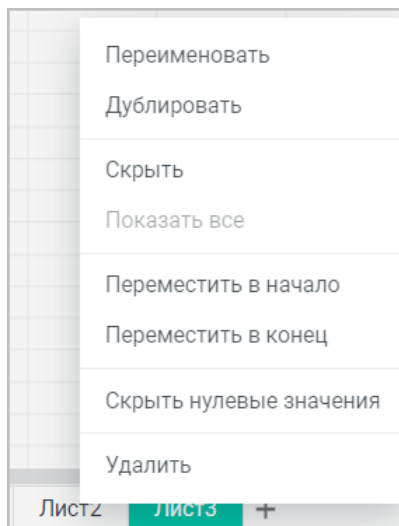 Переименовать
Дублировать
Скрыть
Показать все
Переместить в начало
Переместить в конец
Скрыть нулевые значения
Удалить
Лист2 Лист3 +